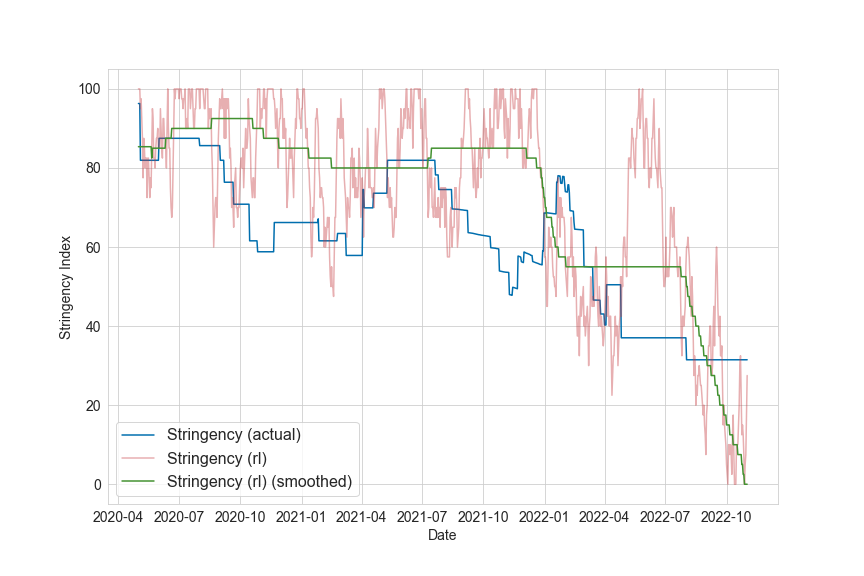 100
80
60
40
20
0
Stringency Index
Stringency (actual)
Stringency (rl)
Stringency (rl) (smoothed)
2020-04 2020-07 2020-10 2021-01 2021-04 2021-07 2021-10 2022-01 2022-04 2022-07 2022-10
Date